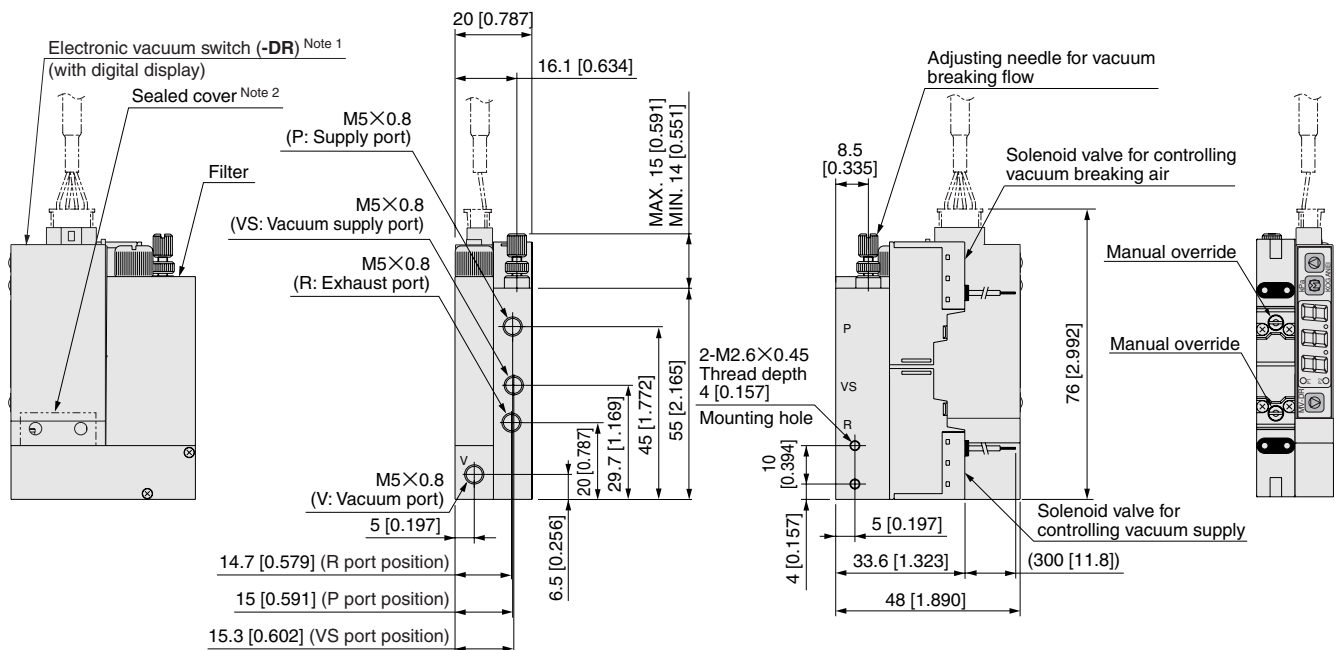 Electronic vacuum switch (-DR) Note 1
(with digital display)
Sealed cover Note 2
Filter
20 [0.787]
16.1 [0.634]
M5×0.8
(P: Supply port)
M5×0.8
(VS: Vacuum supply port)
M5×0.8
(R: Exhaust port)
M5×0.8
(V: Vacuum port)
V
5 [0.197]
14.7 [0.579] (R port position)
15 [0.591] (P port position)
15.3 [0.602] (VS port position)
6.5 [0.256]
20 [0.787]
29.7 [1.169]
45 [1.772]
55 [2.165]
MAX. 15 [0.591]
MIN. 14 [0.551]
Adjusting needle for vacuum
breaking flow
8.5
[0.335]
Solenoid valve for controlling
vacuum breaking air
P
VS
R
2-M2.6×0.45
Thread depth
4 [0.157]
Mounting hole
10
[0.394]
4 [0.157]
5 [0.197]
33.6 [1.323]
(300 [11.8])
48 [1.890]
Solenoid valve for
controlling vacuum supply
76 [2.992]
Manual override
Manual override
kPa
KOGANEI